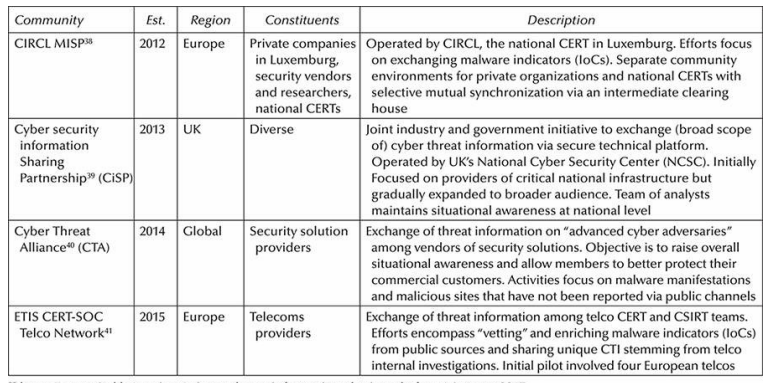 Community Est. Region Constituents Description
CIRCL MISP³⁸ 2012 Europe Private companies Operated by CIRCL, the national CERT in Luxemburg. Efforts focus
in Luxemburg, on exchanging malware indicators (IoCs). Separate community
security vendors environments for private organizations and national CERTs with
and researchers, selective mutual synchronization via an intermediate clearing
national CERTs house
Cyber security 2013 UK Diverse Joint industry and government initiative to exchange (broad scope
information of) cyber threat information via secure technical platform.
Sharing Operated by UK's National Cyber Security Center (NCSC). Initially
Partnership³⁹ (CiSP) Focused on providers of critical national infrastructure but
gradually expanded to broader audience. Team of analysts
maintains situational awareness at national level
Cyber Threat 2014 Global Security solution Exchange of threat information on “advanced cyber adversaries”
Alliance⁴⁰ (CTA) providers among vendors of security solutions. Objective is to raise overall
situational awareness and allow members to better protect their
commercial customers. Activities focus on malware manifestations
and malicious sites that have not been reported via public channels
ETIS CERT-SOC 2015 Europe Telecoms Exchange of threat information among telco CERT and CSIRT teams.
Telco Network⁴¹ providers Efforts encompass “vetting” and enriching malware indicators (IoCs)
from public sources and sharing unique CTI stemming from telco
internal investigations. Initial pilot involved four European telcos